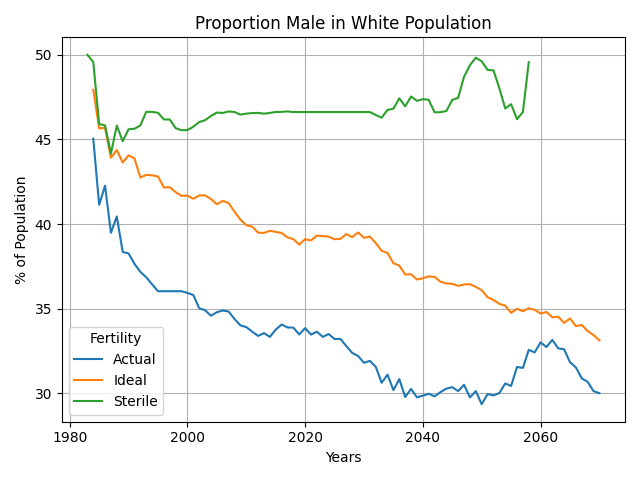 Proportion Male in White Population
% of Population
50
45
40
35
30
Fertility
Actual
Ideal
Sterile
1980
2000
2020
2040
2060
Years